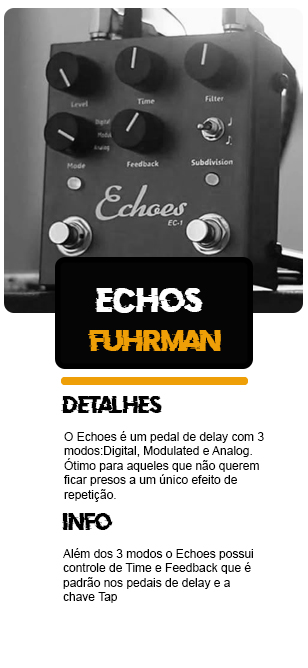 Level
Time
Filter
Digital
Modul
Analog
Mode
Feedback
Subdivision
Echoes
EC-1
ECHOS
FUHRMAN
DETALHES
O Echoes é um pedal de delay com 3
modos:Digital, Modulated e Analog.
Ótimo para aqueles que não querem
ficar presos a um único efeito de
repetição.
INFO
Além dos 3 modos o Echoes possui
controle de Time e Feedback que é
padrão nos pedais de delay e a
chave Tap